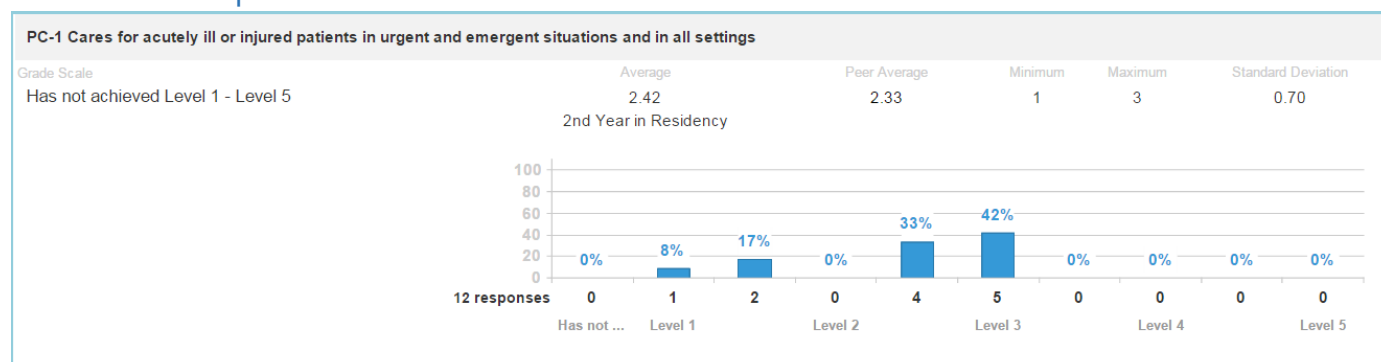 PC-1 Cares for acutely ill or injured patients in urgent and emergent situations and in all settings
Grade Scale Average Peer Average Minimum Maximum Standard Deviation
Has not achieved Level 1 - Level 5 2.42 2.33 1 3 0.70
2nd Year in Residency
100
80
60
40
20
0
0% 8% 17% 0% 33% 42% 0% 0% 0% 0%
12 responses 0 1 2 0 4 5 0 0 0 0
Has not ... Level 1 Level 2 Level 3 Level 4 Level 5